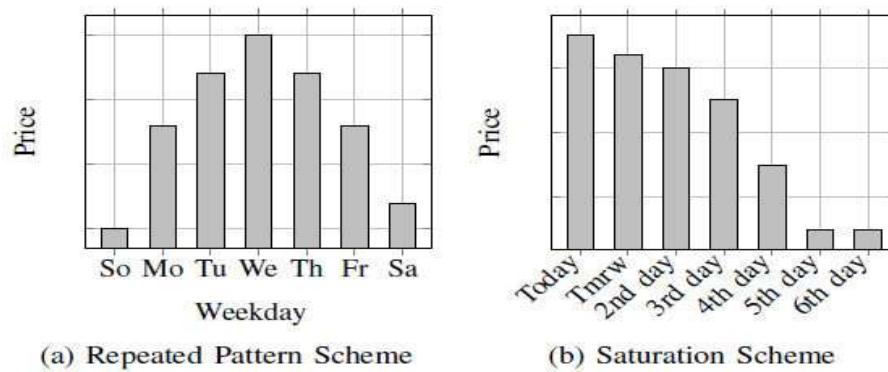 Price
So Mo Tu We Th Fr Sa
Weekday
(a) Repeated Pattern Scheme
Price
Today
Tmrw
2nd day
3rd day
4th day
5th day
6th day
(b) Saturation Scheme